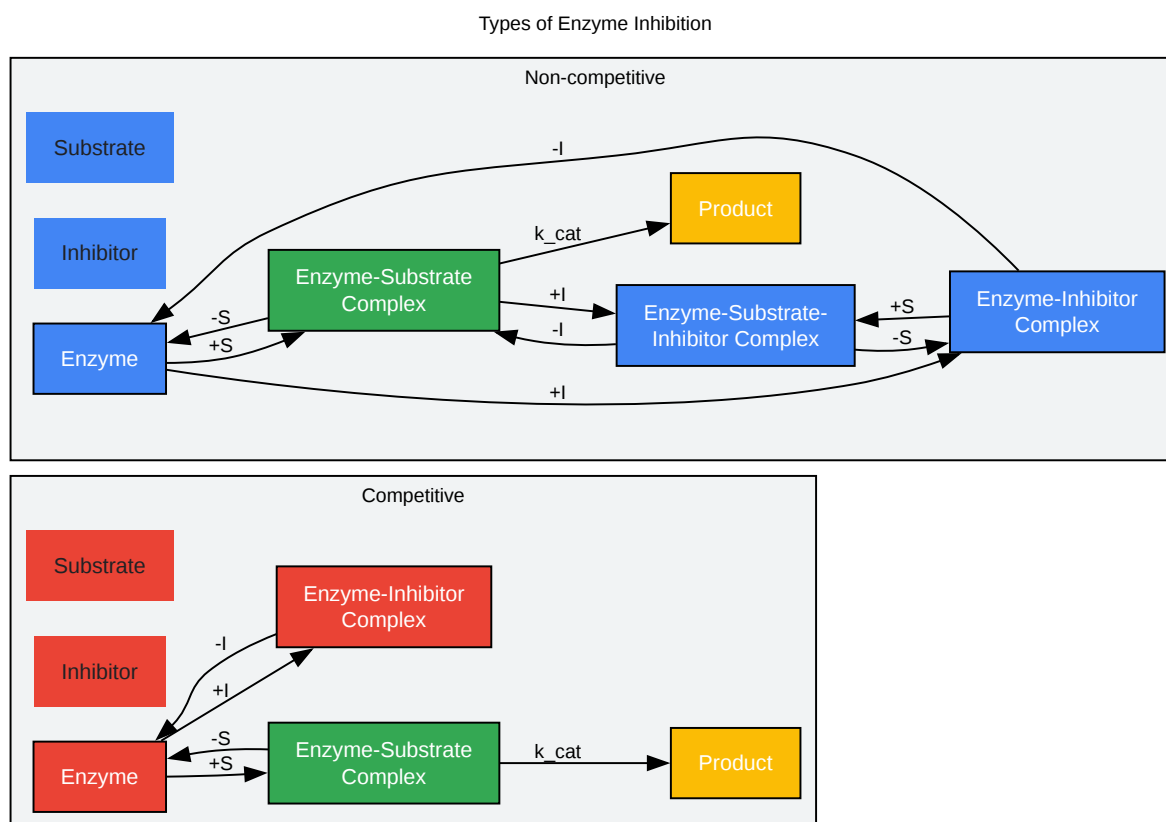 Types of Enzyme Inhibition
Non-competitive
Substrate
Inhibitor
Enzyme
-S
+S
Enzyme-Substrate
Complex
-I
k_cat
Product
+I
-I
Enzyme-Substrate-
Inhibitor Complex
+S
-S
Enzyme-Inhibitor
Complex
+I
Competitive
Substrate
Inhibitor
Enzyme
-I
+I
Enzyme-Inhibitor
Complex
-S
+S
Enzyme-Substrate
Complex
k_cat
Product